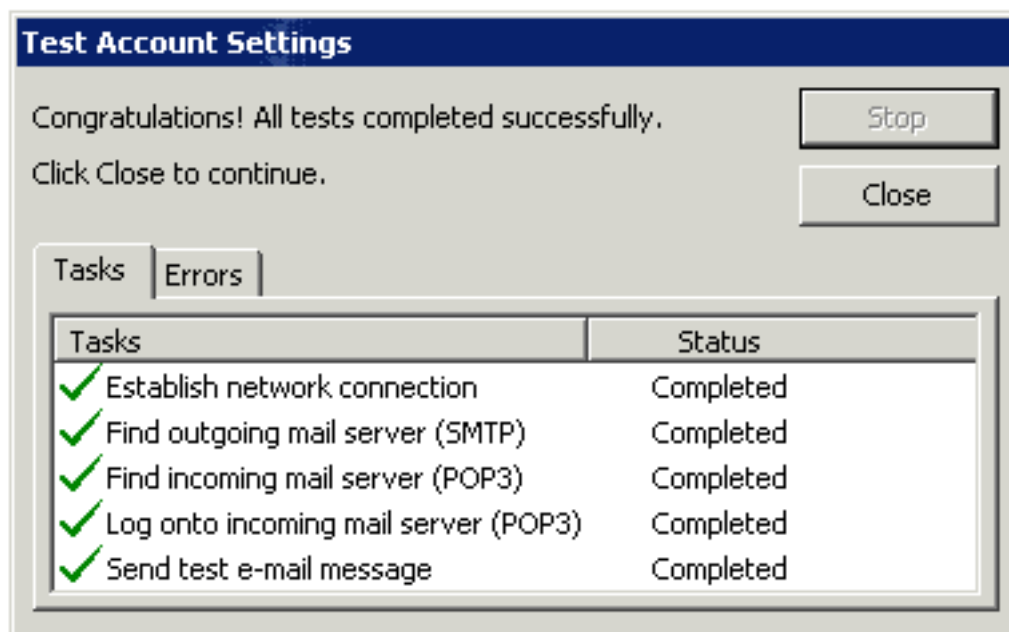 Test Account Settings
Congratulations! All tests completed successfully.
Stop
Click Close to continue.
Close
Tasks Errors
Tasks Status
Establish network connection Completed
Find outgoing mail server (SMTP) Completed
Find incoming mail server (POP3) Completed
Log onto incoming mail server (POP3) Completed
Send test e-mail message Completed